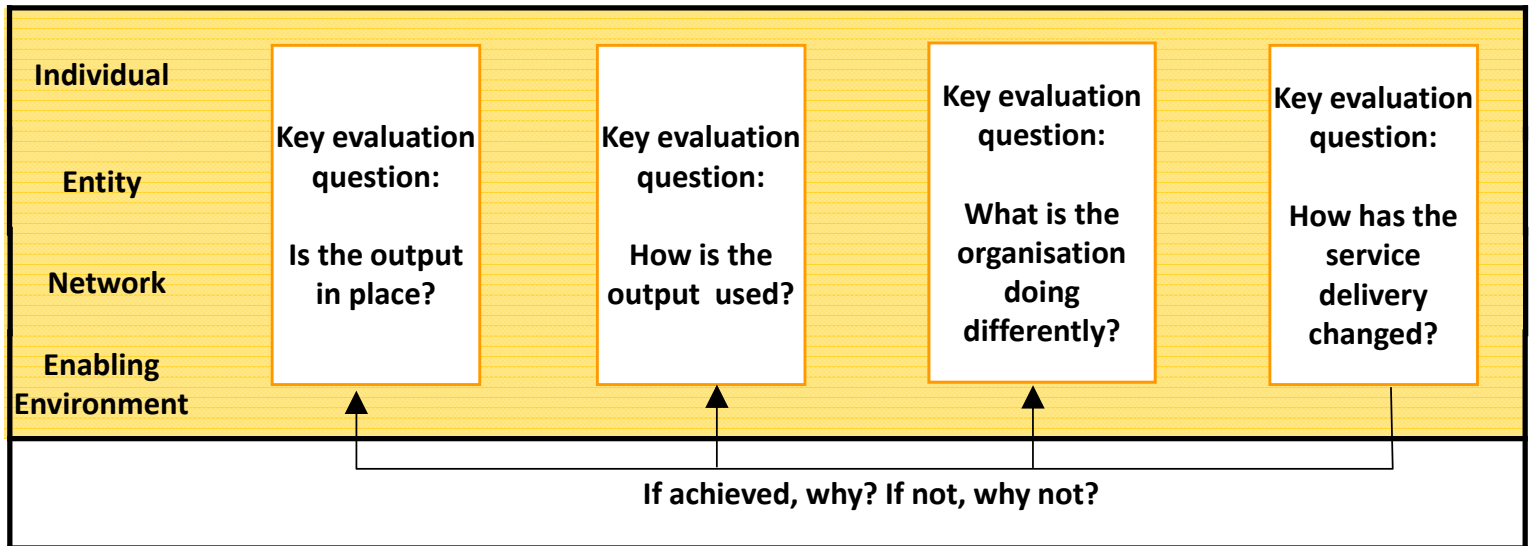 Individual
Entity
Network
Enabling
Environment
Key evaluation
question:
Is the output
in place?
Key evaluation
question:
How is the
output  used?
Key evaluation
question:
What is the
organisation
doing
differently?
Key evaluation
question:
How has the
service
delivery
changed?
If achieved, why? If not, why not?